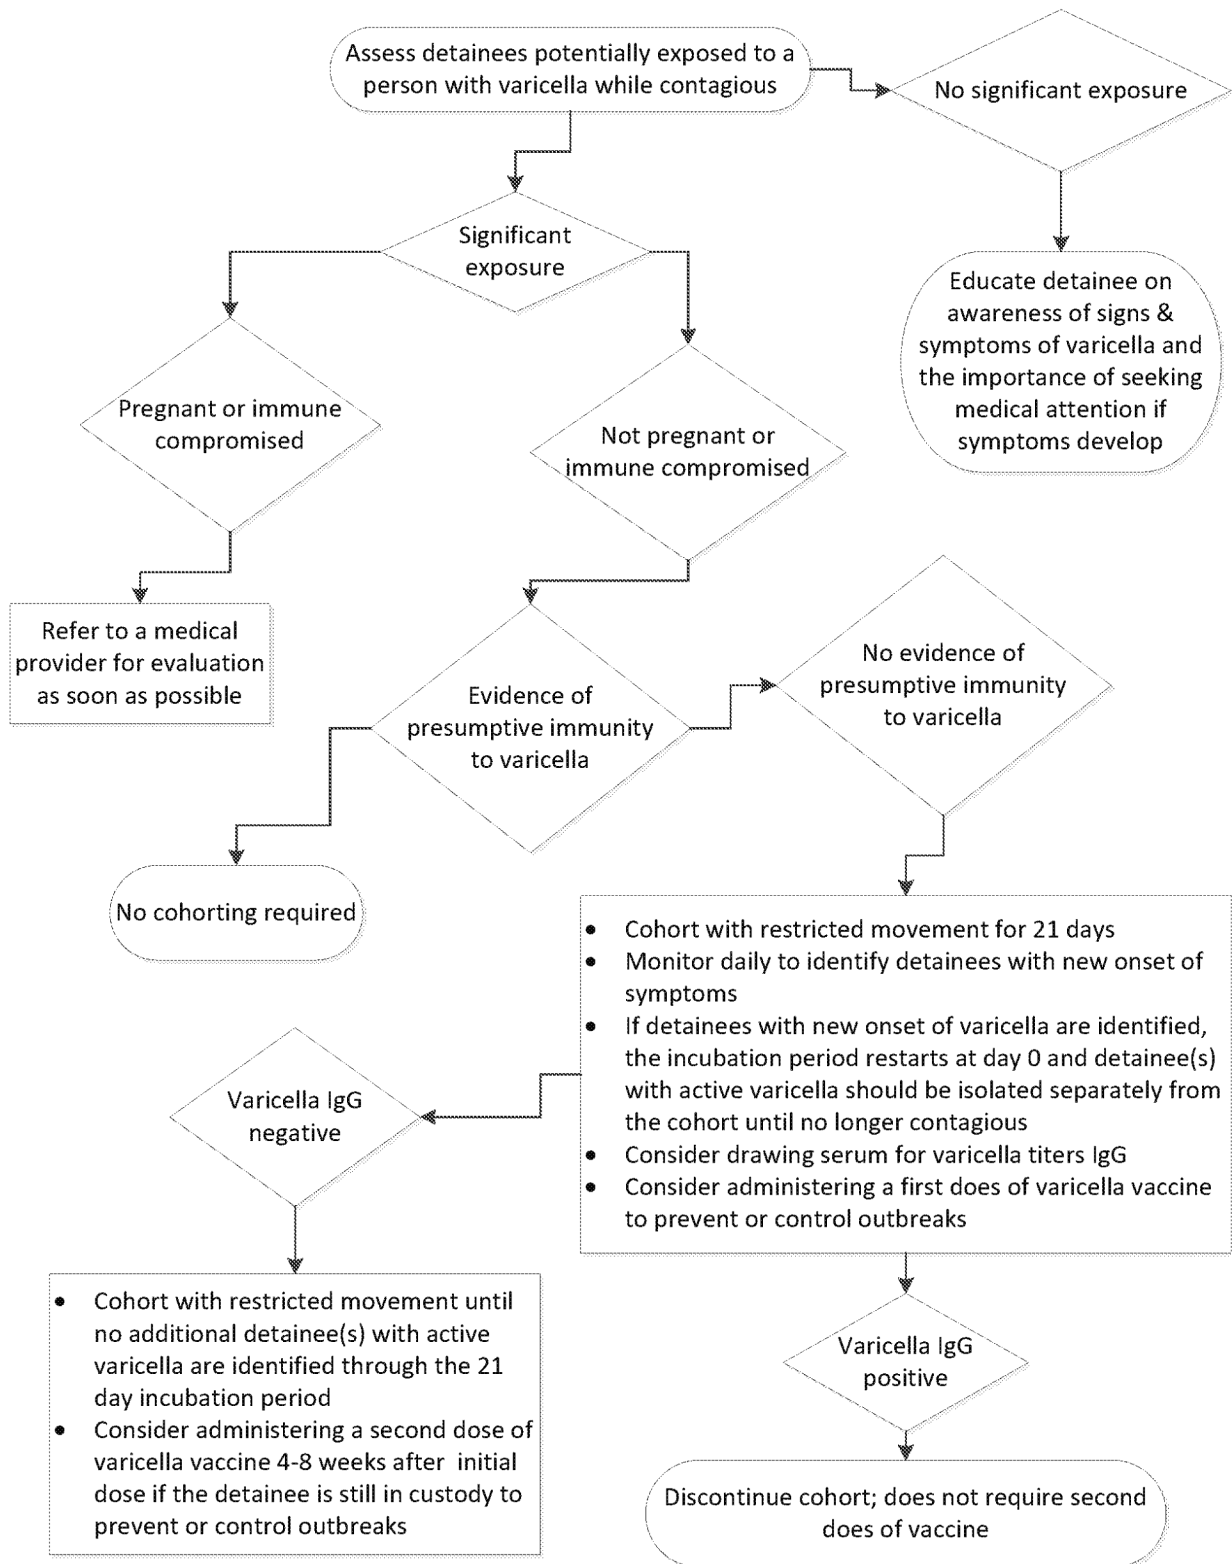 Assess detainees potentially exposed to a
person with varicella while contagious
No significant exposure
Significant
exposure
Educate detainee on
awareness of signs &
symptoms of varicella and
the importance of seeking
medical attention if
symptoms develop
Pregnant or immune
compromised
Not pregnant or
immune compromised
Refer to a medical
provider for evaluation
as soon as possible
Evidence of
presumptive immunity
to varicella
No evidence of
presumptive immunity
to varicella
No cohorting required
• Cohort with restricted movement for 21 days
• Monitor daily to identify detainees with new onset of
symptoms
• If detainees with new onset of varicella are identified,
the incubation period restarts at day 0 and detainee(s)
with active varicella should be isolated separately from
the cohort until no longer contagious
• Consider drawing serum for varicella titers IgG
• Consider administering a first does of varicella vaccine
to prevent or control outbreaks
Varicella IgG
negative
• Cohort with restricted movement until
no additional detainee(s) with active
varicella are identified through the 21
day incubation period
• Consider administering a second dose of
varicella vaccine 4-8 weeks after initial
dose if the detainee is still in custody to
prevent or control outbreaks
Varicella IgG
positive
Discontinue cohort; does not require second
does of vaccine